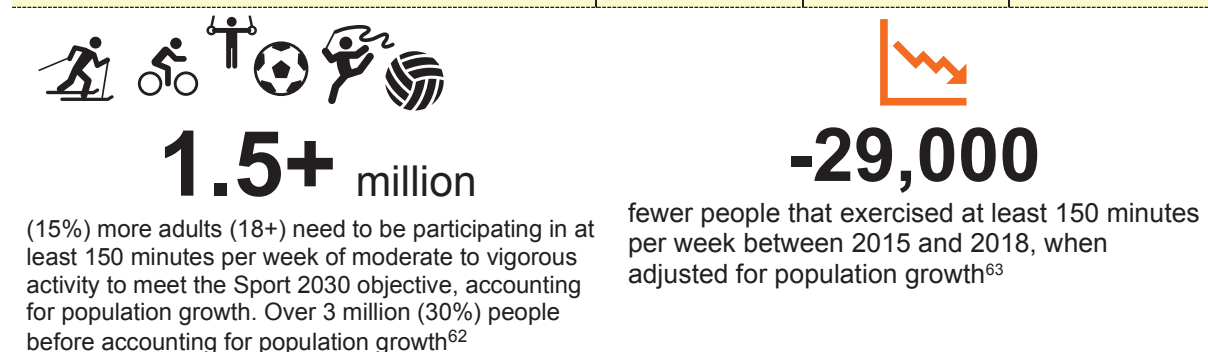 1.5+ million
(15%) more adults (18+) need to be participating in at
least 150 minutes per week of moderate to vigorous
activity to meet the Sport 2030 objective, accounting
for population growth. Over 3 million (30%) people
before accounting for population growth62
-29,000
fewer people that exercised at least 150 minutes
per week between 2015 and 2018, when
adjusted for population growth63